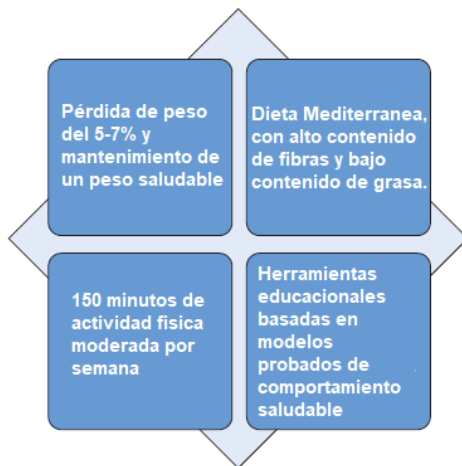 Pérdida de peso
del 5-7% y
mantenimiento de
un peso saludable
Dieta Mediterranea,
con alto contenido
de fibras y bajo
contenido de grasa.
150 minutos de
actividad fisica
moderada por
semana
Herramientas
educacionales
basadas en
modelos
probados de
comportamiento
saludable